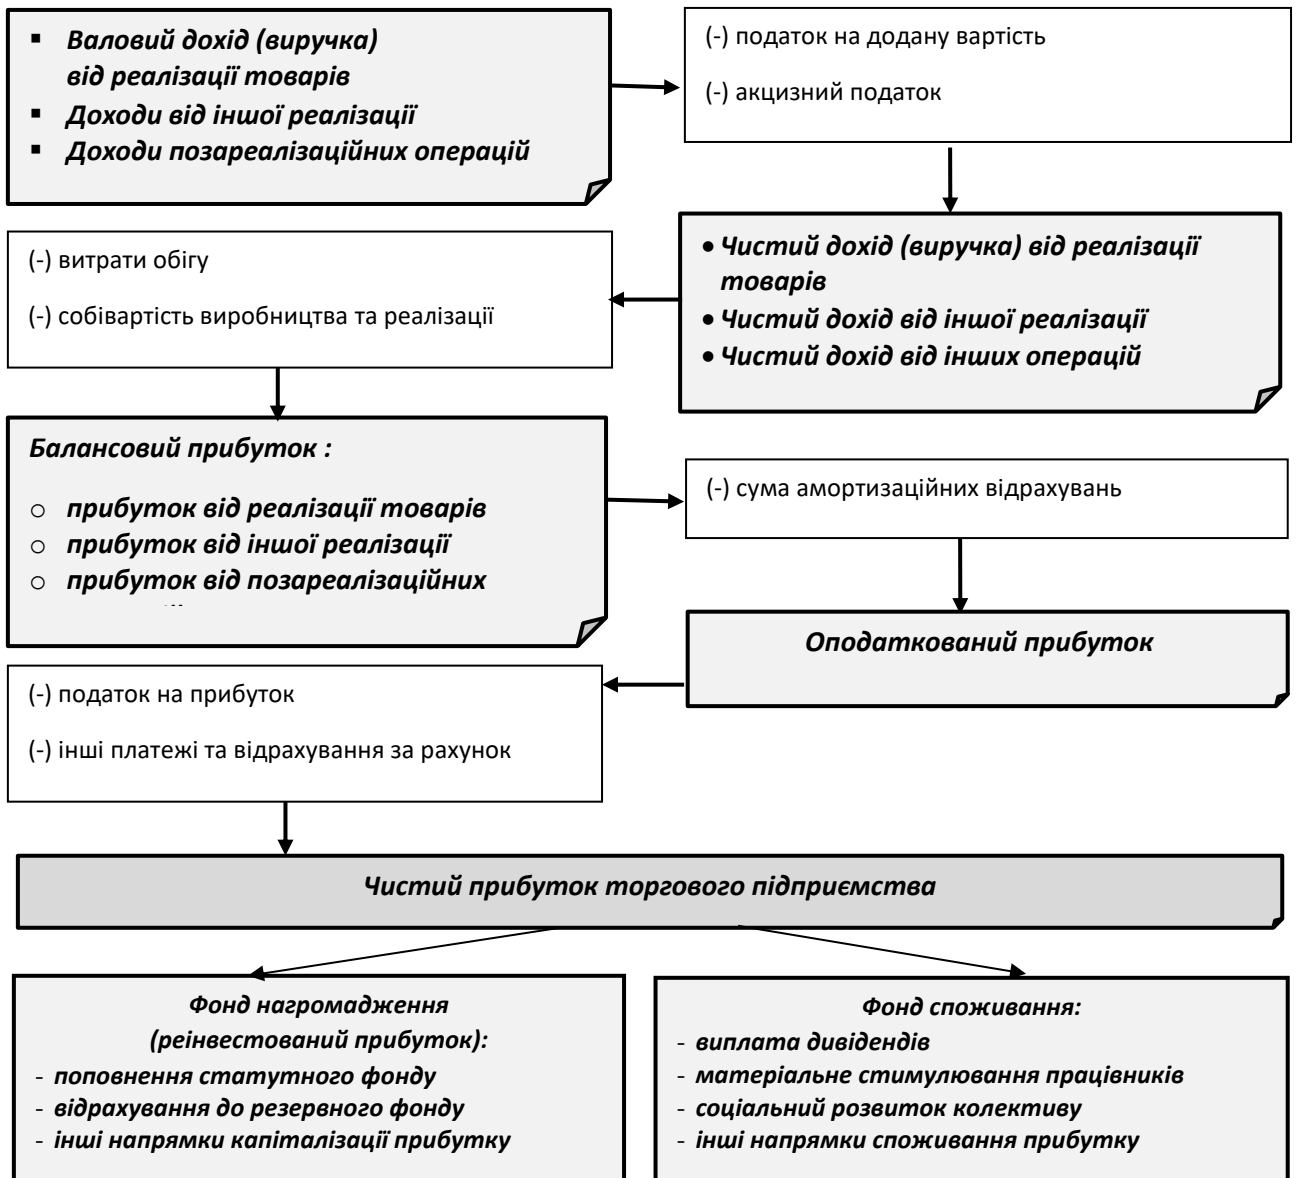 ▪ Валовий дохід (виручка)
від реалізації товарів
▪ Доходи від іншої реалізації
▪ Доходи позареалізаційних операцій
(-) податок на додану вартість
(-) акцизний податок
• Чистий дохід (виручка) від реалізації
товарів
• Чистий дохід від іншої реалізації
• Чистий дохід від інших операцій
(-) витрати обігу
(-) собівартість виробництва та реалізації
Балансовий прибуток :
o прибуток від реалізації товарів
o прибуток від іншої реалізації
o прибуток від позареалізаційних
(-) сума амортизаційних відрахувань
Оподаткований прибуток
(-) податок на прибуток
(-) інші платежі та відрахування за рахунок
Чистий прибуток торгового підприємства
Фонд нагромадження
(реінвестований прибуток):
- поповнення статутного фонду
- відрахування до резервного фонду
- інші напрямки капіталізації прибутку
Фонд споживання:
- виплата дивідендів
- матеріальне стимулювання працівників
- соціальний розвиток колективу
- інші напрямки споживання прибутку